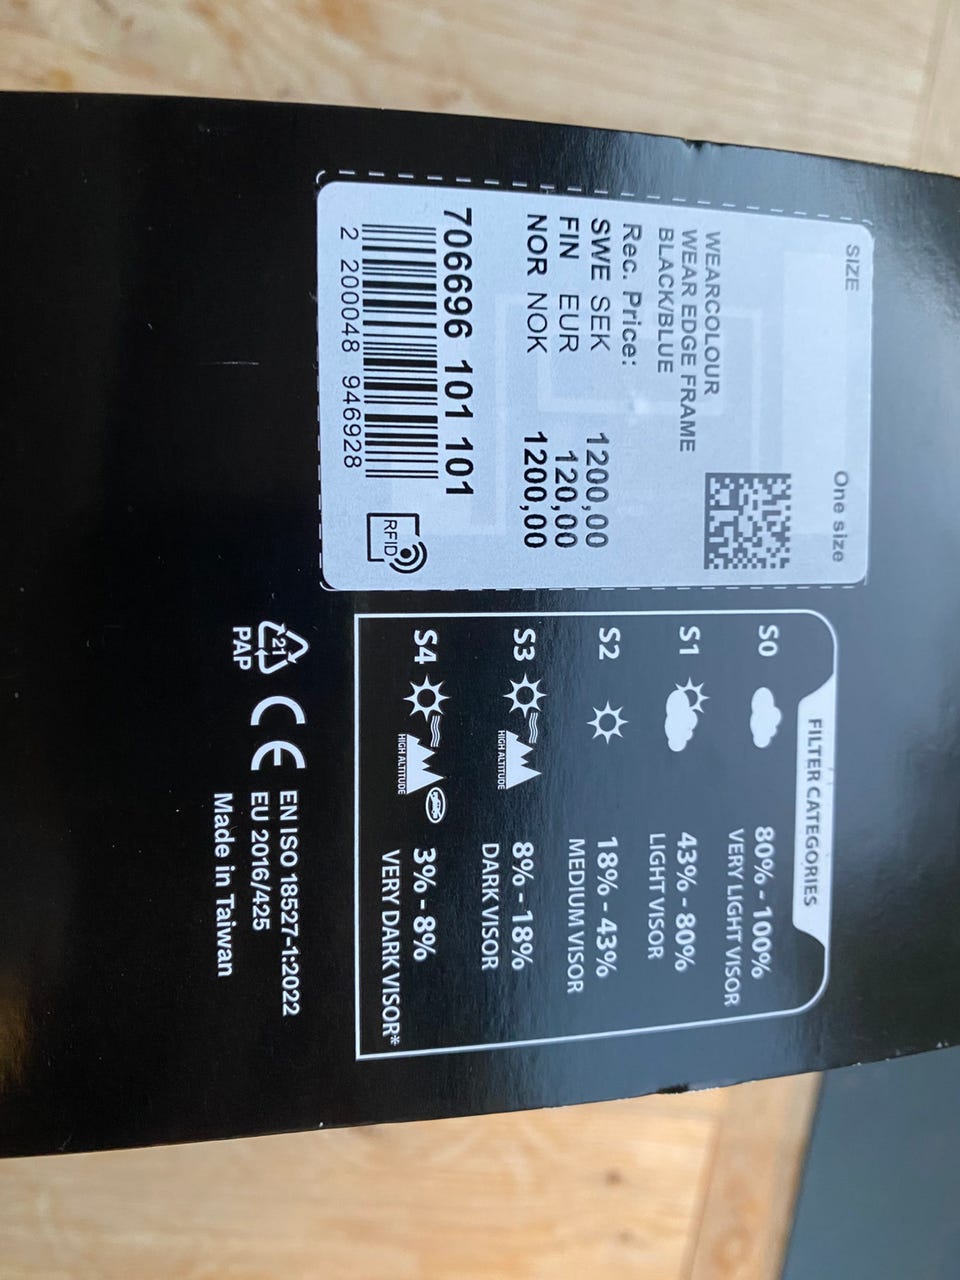 SIZE One size
WEARCOLOUR
WEAR EDGE FRAME
BLACK/BLUE
Rec. Price:
SWE SEK 1200,00
FIN EUR 120,00
NOR NOK 1200,00
706696 101 101
2 200048 946928
RFID
FILTER CATEGORIES
S0 80% - 100%
VERY LIGHT VISOR
S1 43% - 80%
LIGHT VISOR
S2 18% - 43%
MEDIUM VISOR
S3 HIGH ALTITUDE 8% - 18%
DARK VISOR
S4 HIGH ALTITUDE 3% - 8%
VERY DARK VISOR*
21
PAP
CE
EN ISO 18527-1:2022
EU 2016/425
Made in Taiwan